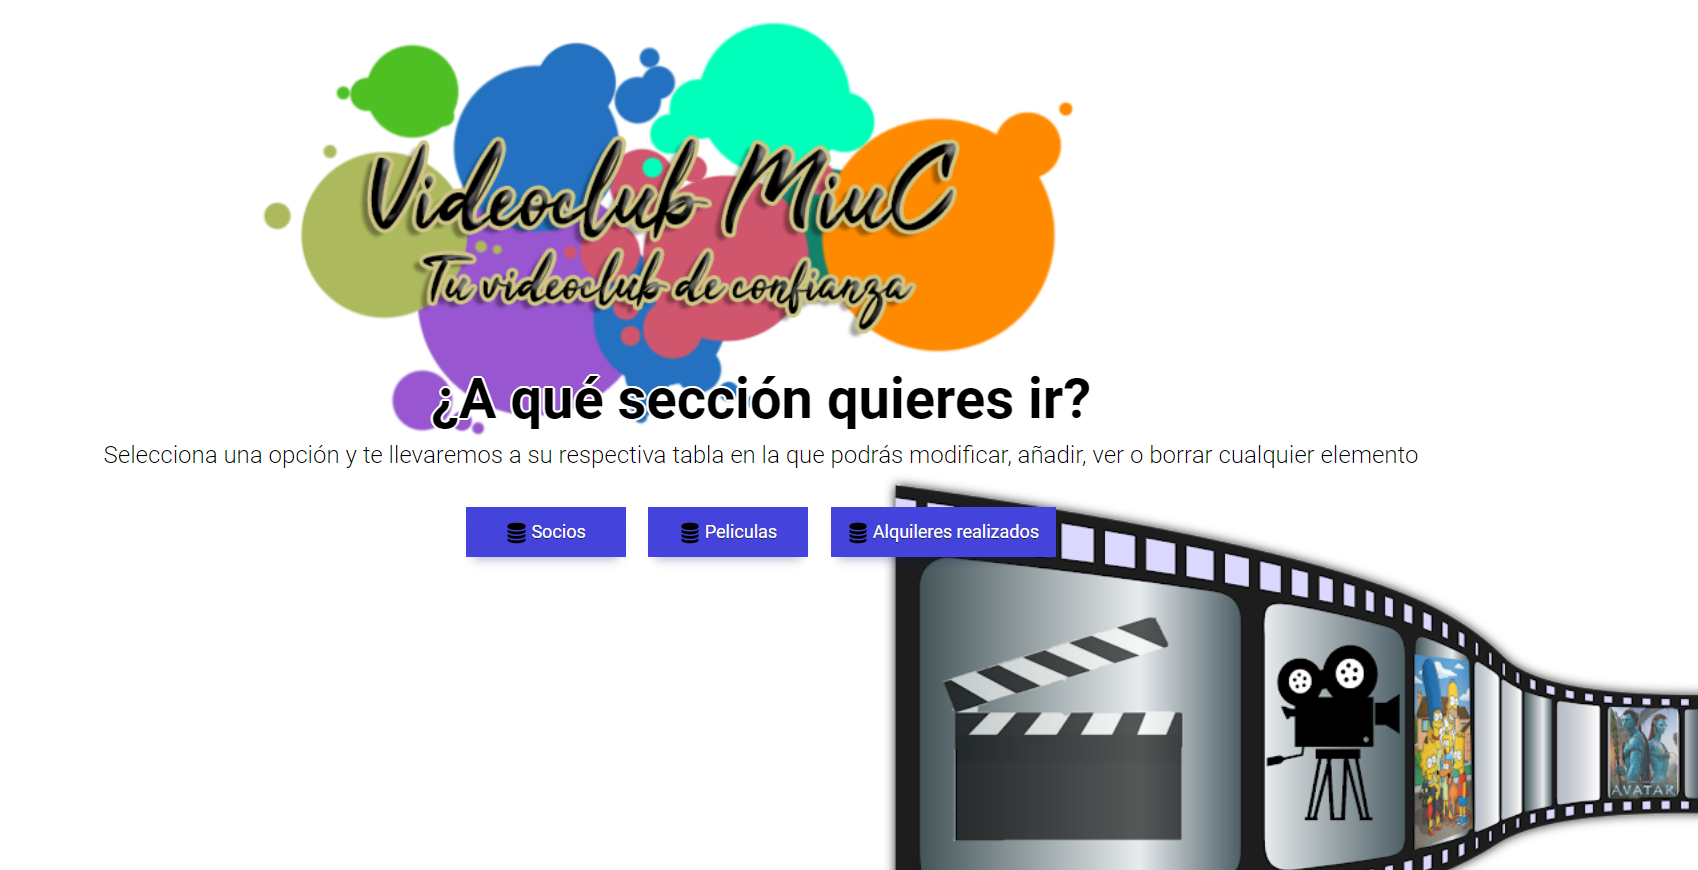 Videoclub MiuC
Tu videoclub de confianza
¿A qué sección quieres ir?
Selecciona una opción y te llevaremos a su respectiva tabla en la que podrás modificar, añadir, ver o borrar cualquier elemento
Socios
Peliculas
Alquileres realizados
AVATAR